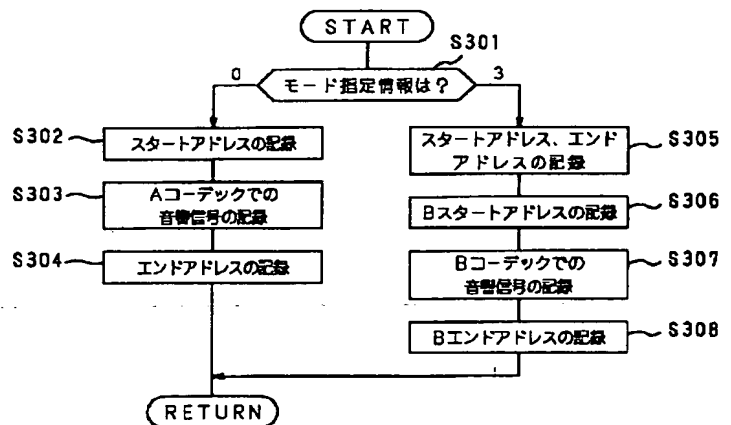 START
S301
モード指定情報は?
0
3
S302
スタートアドレスの記録
S303
Aコーデックでの
音響信号の記録
S304
エンドアドレスの記録
スタートアドレス、エンド
アドレスの記録
S305
Bスタートアドレスの記録
S306
Bコーデックでの
音響信号の記録
S307
Bエンドアドレスの記録
S308
RETURN